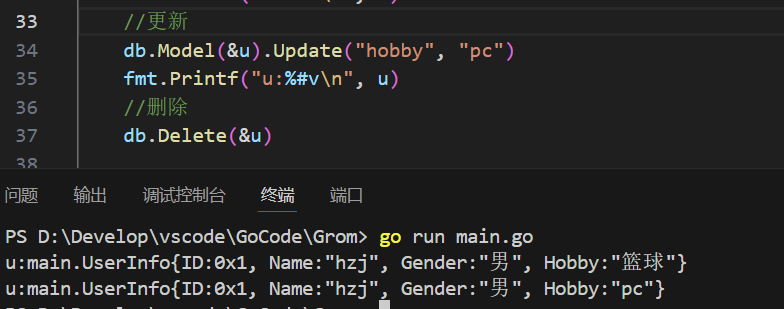 33 //更新
34 db.Model(&u).Update("hobby", "pc")
35 fmt.Printf("u:%#v\n", u)
36 //删除
37 db.Delete(&u)
38
问题 输出 调试控制台 终端 端口
PS D:\Develop\vscode\GoCode\Grom> go run main.go
u:main.UserInfo{ID:0x1, Name:"hzj", Gender:"男", Hobby:"篮球"}
u:main.UserInfo{ID:0x1, Name:"hzj", Gender:"男", Hobby:"pc"}